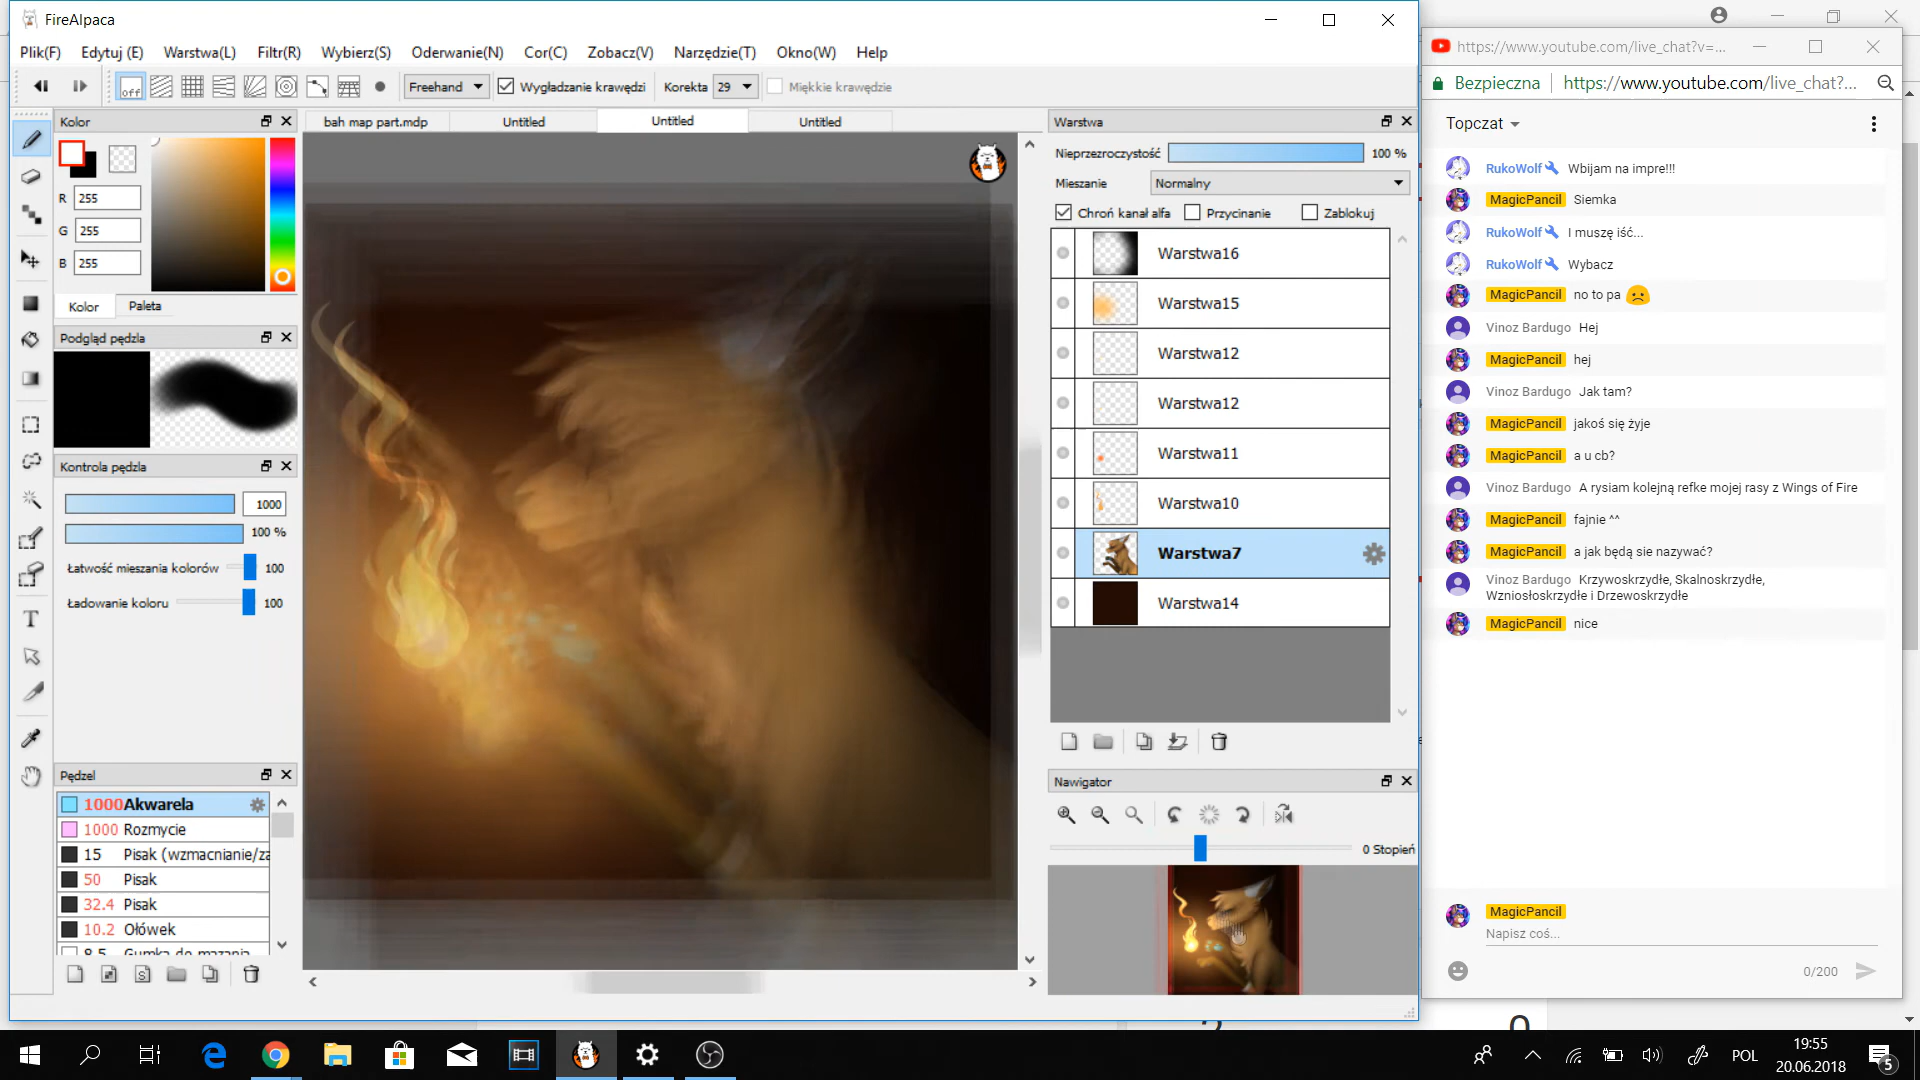 FireAlpaca
Plik(F) Edytuj (E) Warstwa(L) Filtr(R) Wybierz(S) Oderwanie(N) Cor(C) Zobacz(V) Narzędzie(T) Okno(W) Help
off Freehand Wygładzanie krawędzi Korekta 29 Miękkie krawędzie
Kolor
R 255
G 255
B 255
Kolor Paleta
Podgląd pędzla
Kontrola pędzla
1000
100 %
Łatwość mieszania kolorów 100
Ładowanie koloru 100
Pędzel
1000 Akwarela
1000 Rozmycie
15 Pisak (wzmacnianie/za
50 Pisak
32.4 Pisak
10.2 Ołówek
8.5 Gumka do mazania
bah map part.mdp Untitled Untitled Untitled
Warstwa
Nieprzezroczystość 100 %
Mieszanie Normalny
Chroń kanał alfa Przycinanie Zablokuj
Warstwa16
Warstwa15
Warstwa12
Warstwa12
Warstwa11
Warstwa10
Warstwa7
Warstwa14
Nawigator
0 Stopień
https://www.youtube.com/live_chat?v=...
Bezpieczna https://www.youtube.com/live_chat?...
Topczat
RukoWolf Wbijam na impre!!!
MagicPancil Siemka
RukoWolf I muszę iść...
RukoWolf Wybacz
MagicPancil no to pa
Vinoz Bardugo Hej
MagicPancil hej
Vinoz Bardugo Jak tam?
MagicPancil jakoś się żyje
MagicPancil a u cb?
Vinoz Bardugo A rysiam kolejną refke mojej rasy z Wings of Fire
MagicPancil fajnie ^^
MagicPancil a jak będą sie nazywać?
Vinoz Bardugo Krzywoskrzydłe, Skalnoskrzydłe,
Wzniosłoskrzydłe i Drzewoskrzydłe
MagicPancil nice
MagicPancil
Napisz coś...
0/200
POL
19:55
20.06.2018
5